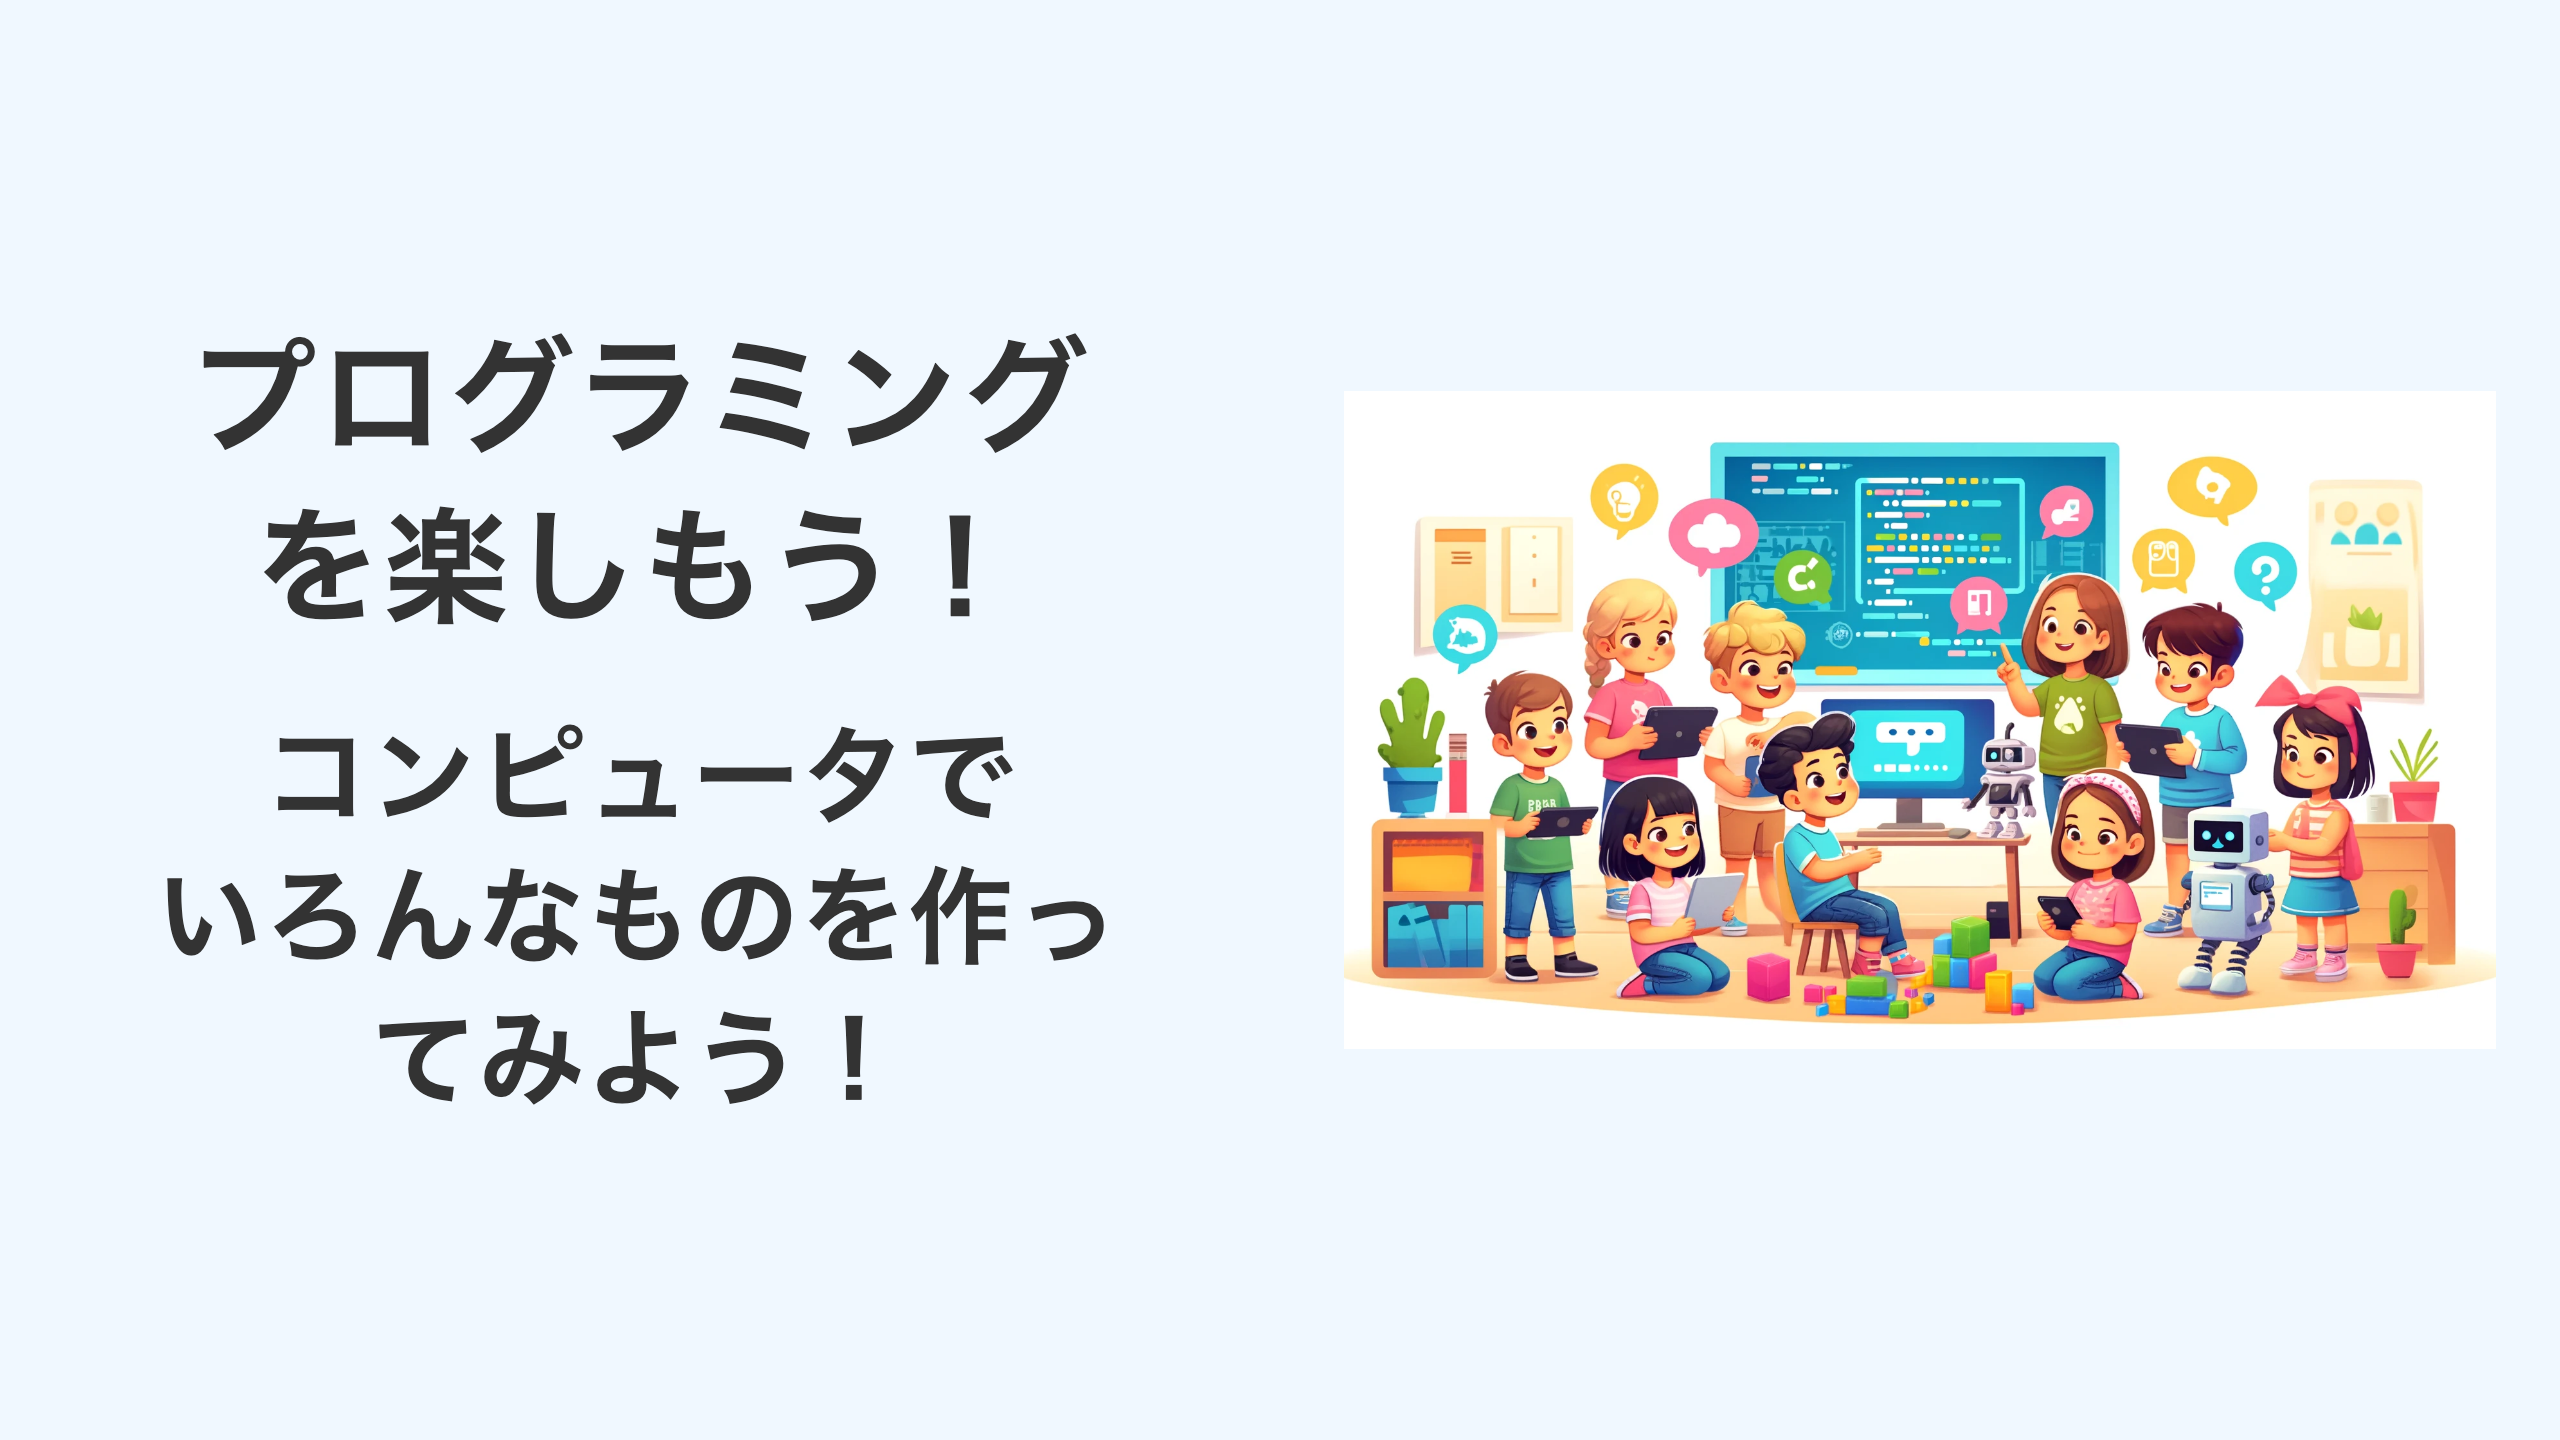 プログラミング
を楽しもう！
コンピュータで
いろんなものを作っ
てみよう！